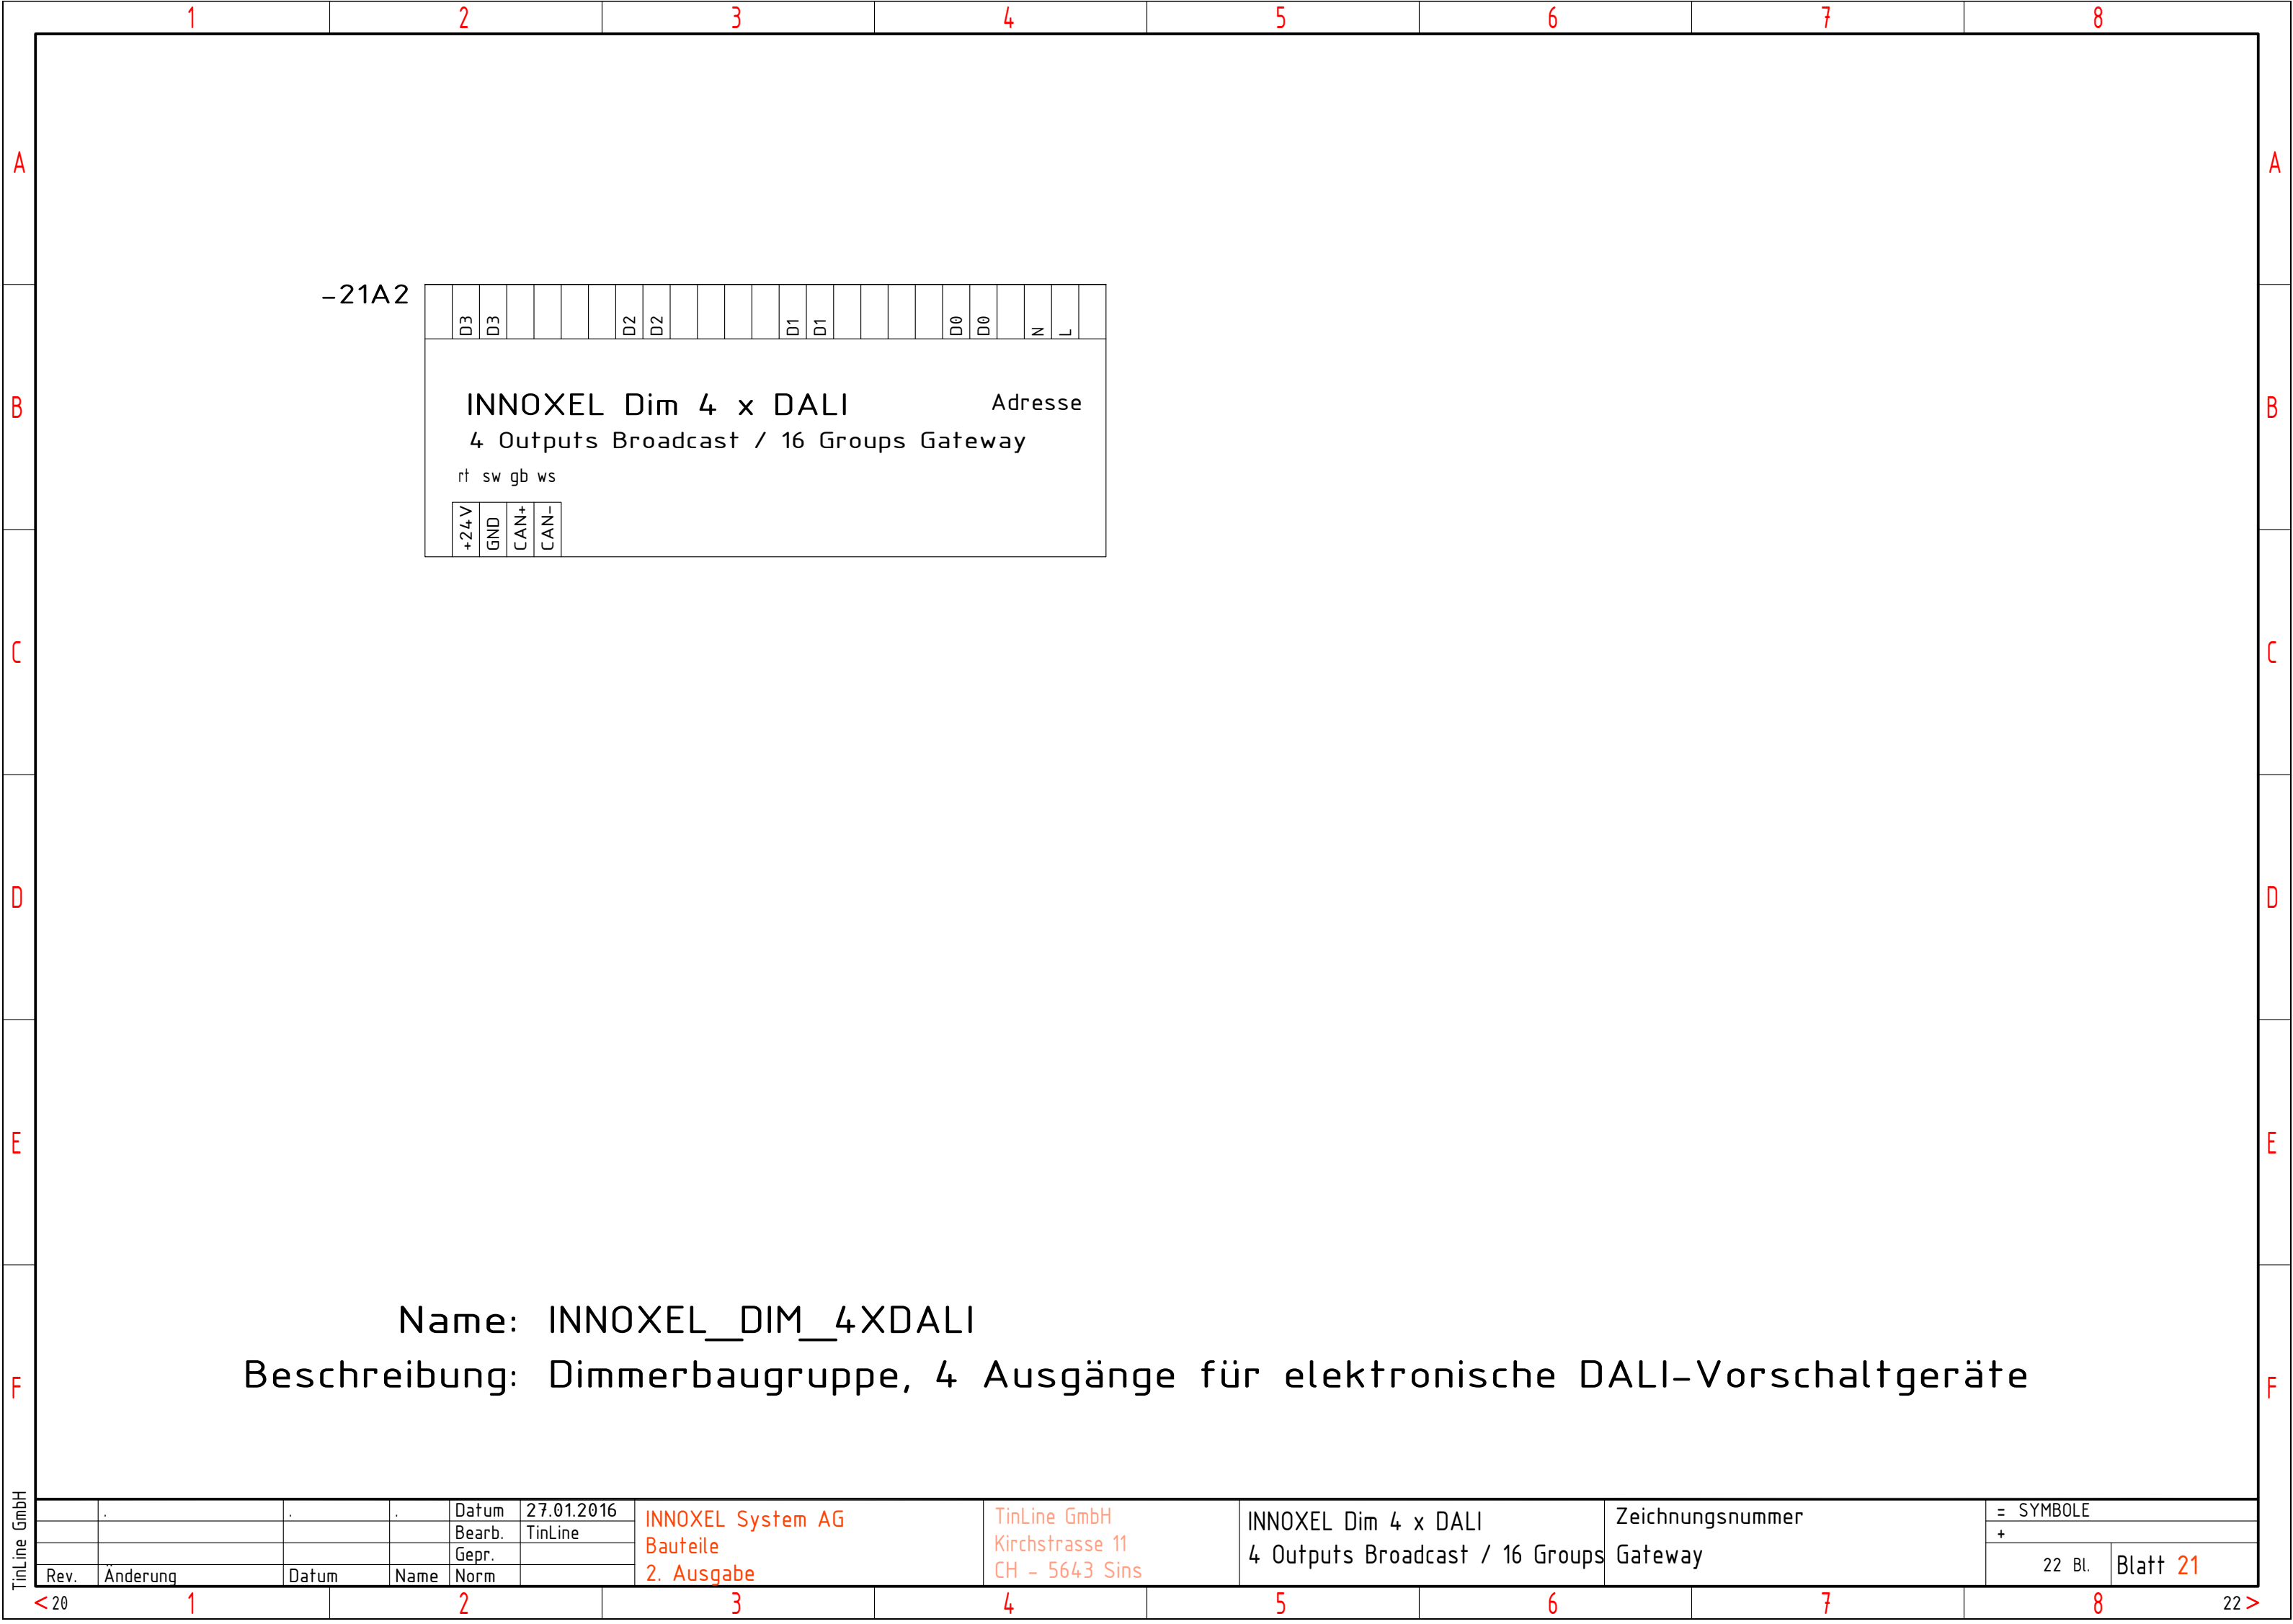 1 2 3 4 5 6 7 8
A A
-21A2
D3 D3 D2 D2 D1 D1 D0 D0 N L
INNOXEL Dim 4 x DALI Adresse
B B
4 Outputs Broadcast / 16 Groups Gateway
rt sw gb ws
+24V GND CAN+ CAN-
C C
D D
E E
Name: INNOXEL_DIM_4XDALI
Beschreibung: Dimmerbaugruppe, 4 Ausgänge für elektronische DALI-Vorschaltgeräte
F F
TinLine GmbH
. . . Datum 27.01.2016
Bearb. TinLine
Gepr.
Rev. Änderung Datum Name Norm
INNOXEL System AG
Bauteile
2. Ausgabe
TinLine GmbH
Kirchstrasse 11
CH - 5643 Sins
INNOXEL Dim 4 x DALI
4 Outputs Broadcast / 16 Groups Gateway
Zeichnungsnummer
= SYMBOLE
+
22 Bl. Blatt 21
< 20 1 2 3 4 5 6 7 8 22 >